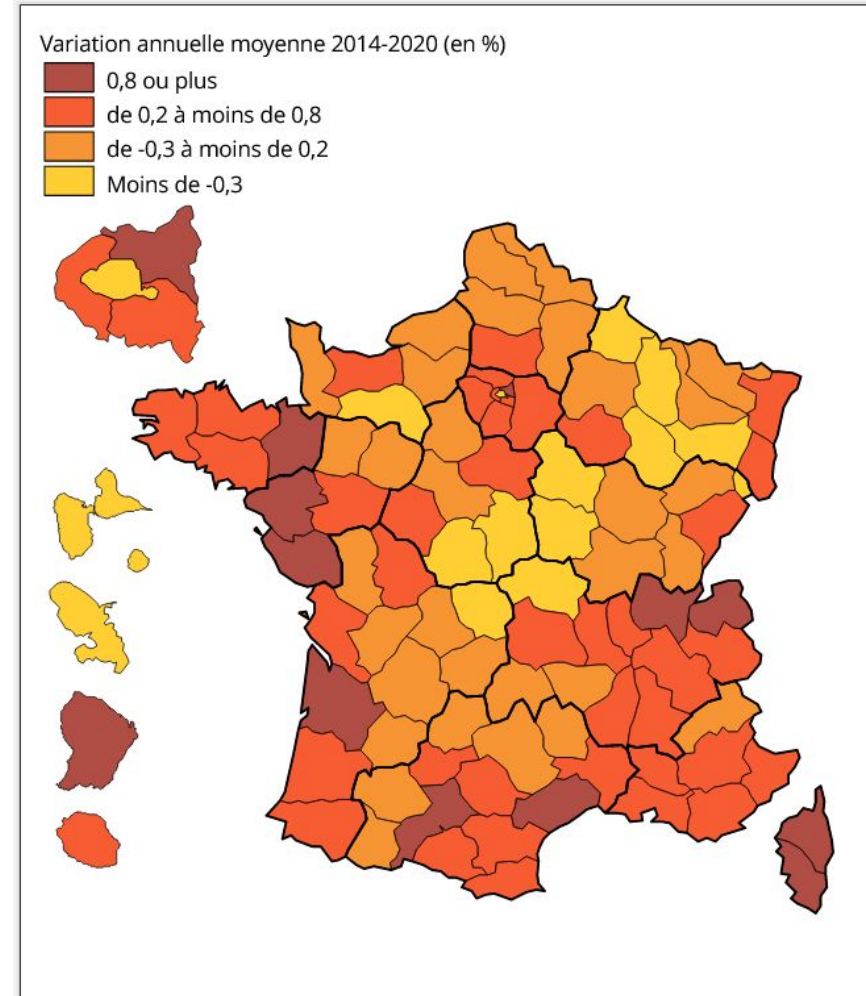 Variation annuelle moyenne 2014-2020 (en %)
0,8 ou plus
de 0,2 à moins de 0,8
de -0,3 à moins de 0,2
Moins de -0,3